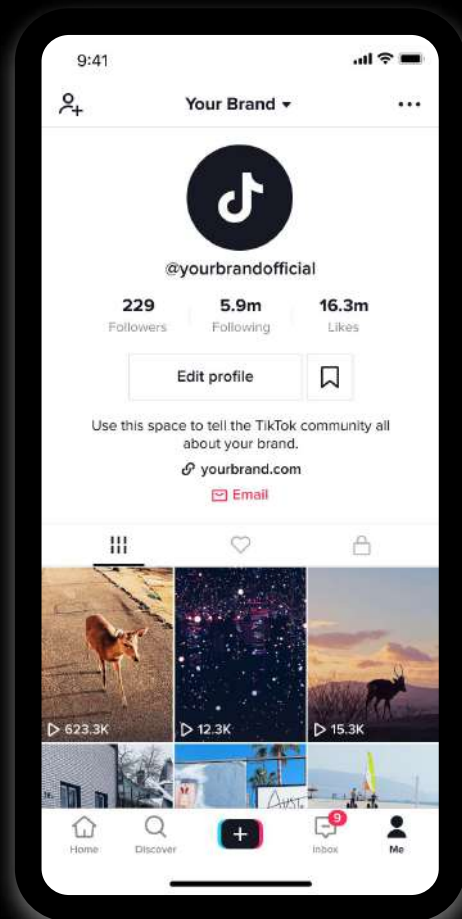 9:41
Your Brand
@yourbrandofficial
229 5.9m 16.3m
Followers Following Likes
Edit profile
Use this space to tell the TikTok community all
about your brand.
yourbrand.com
Email
623.3K 12.3K 15.3K
9
Home Discover Inbox Me